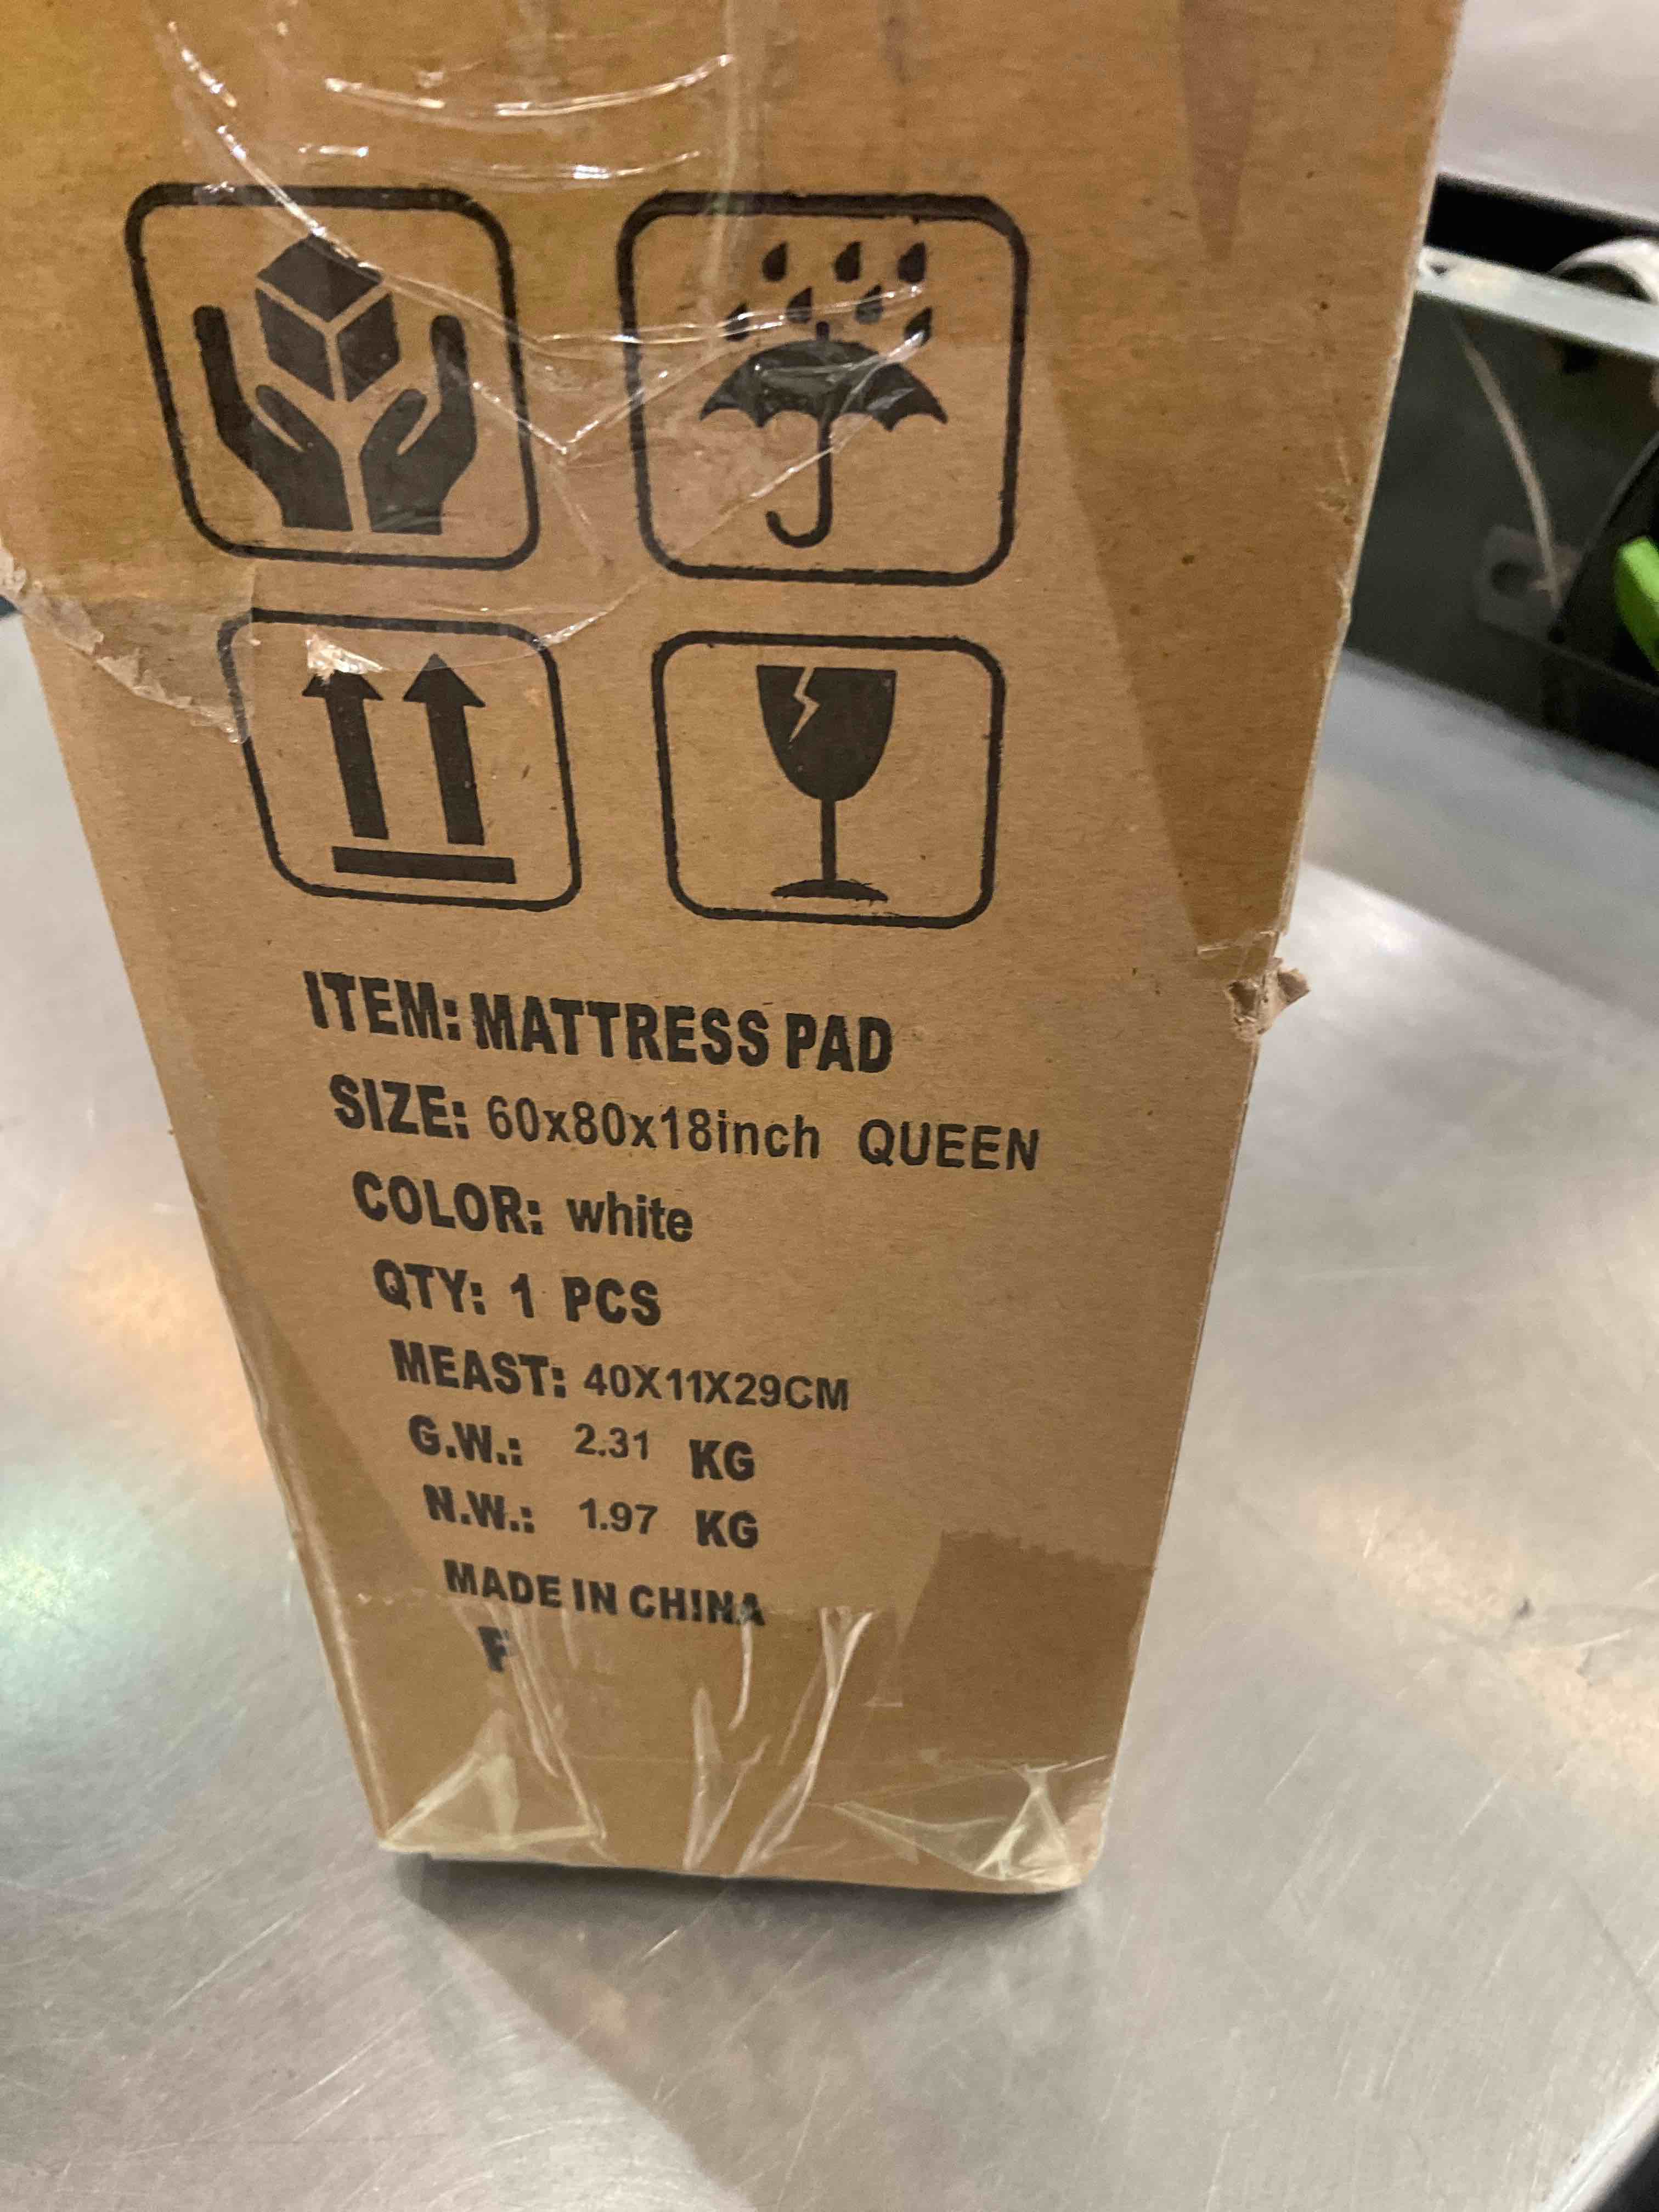 ITEM: MATTRESS PAD
SIZE: 60x80x18inch QUEEN
COLOR: white
QTY: 1 PCS
MEAST: 40X11X29CM
G.W.: 2.31 KG
N.W.: 1.97 KG
MADE IN CHINA
F